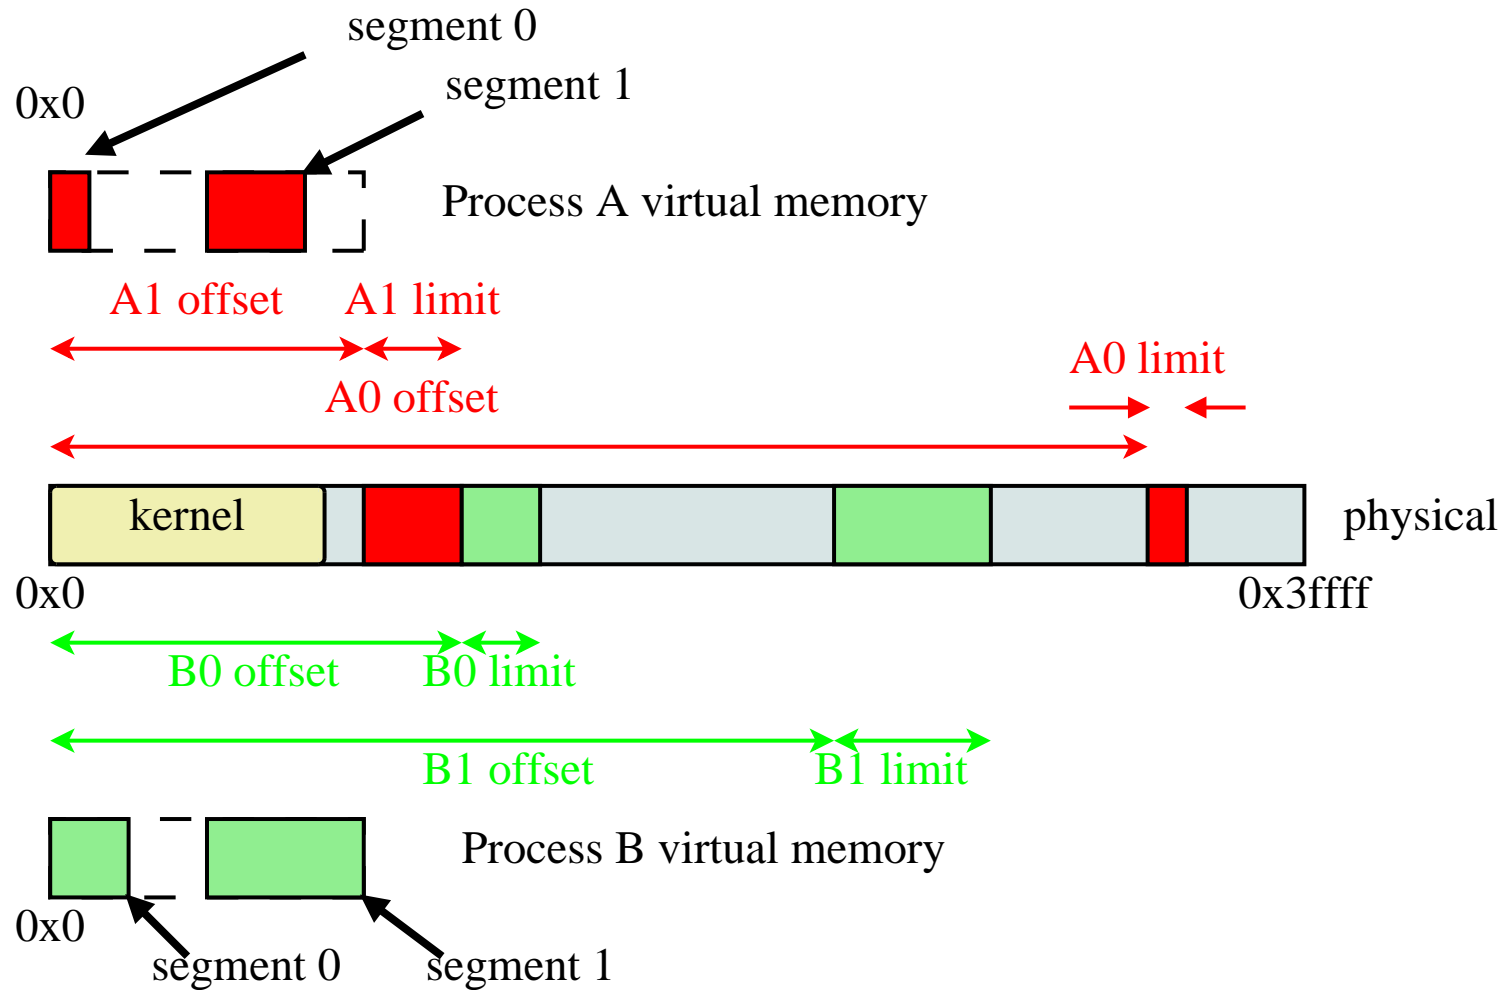 segment 0
segment 1
0x0
Process A virtual memory
A1 offset
A1 limit
A0 limit
A0 offset
kernel
physical
0x0
0x3ffff
B0 offset
B0 limit
B1 offset
B1 limit
Process B virtual memory
0x0
segment 0
segment 1